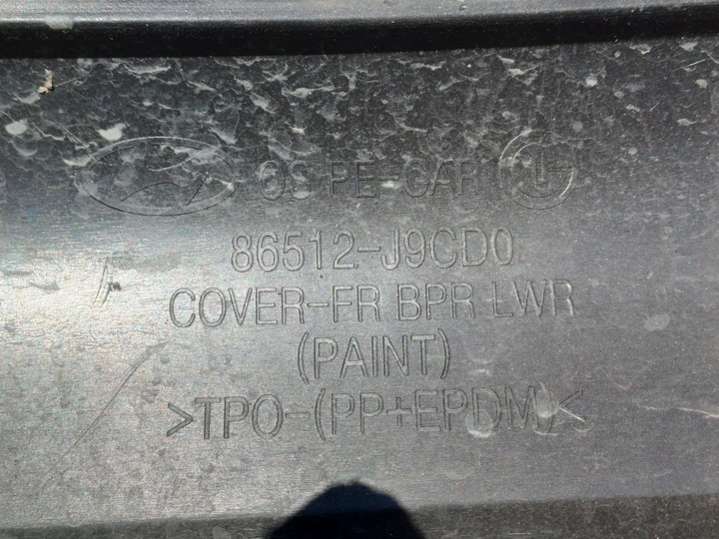 OS PE-CAR
86512-J9CD0
COVER-FR BPR LWR
(PAINT)
>TPO-(PP+EPDM)<